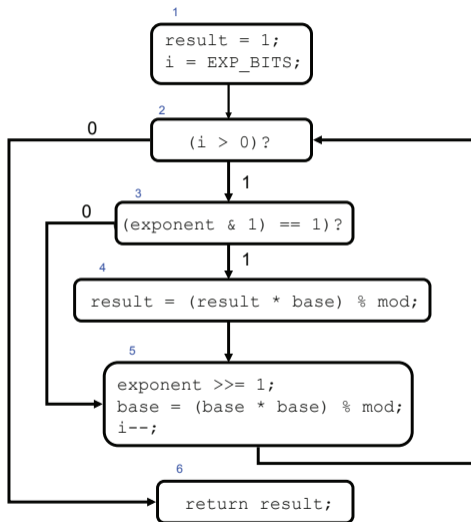 1
result = 1;
i = EXP_BITS;
2
0
(i > 0)?
1
3
0
(exponent & 1) == 1)?
1
4
result = (result * base) % mod;
5
exponent >>= 1;
base = (base * base) % mod;
i--;
6
return result;